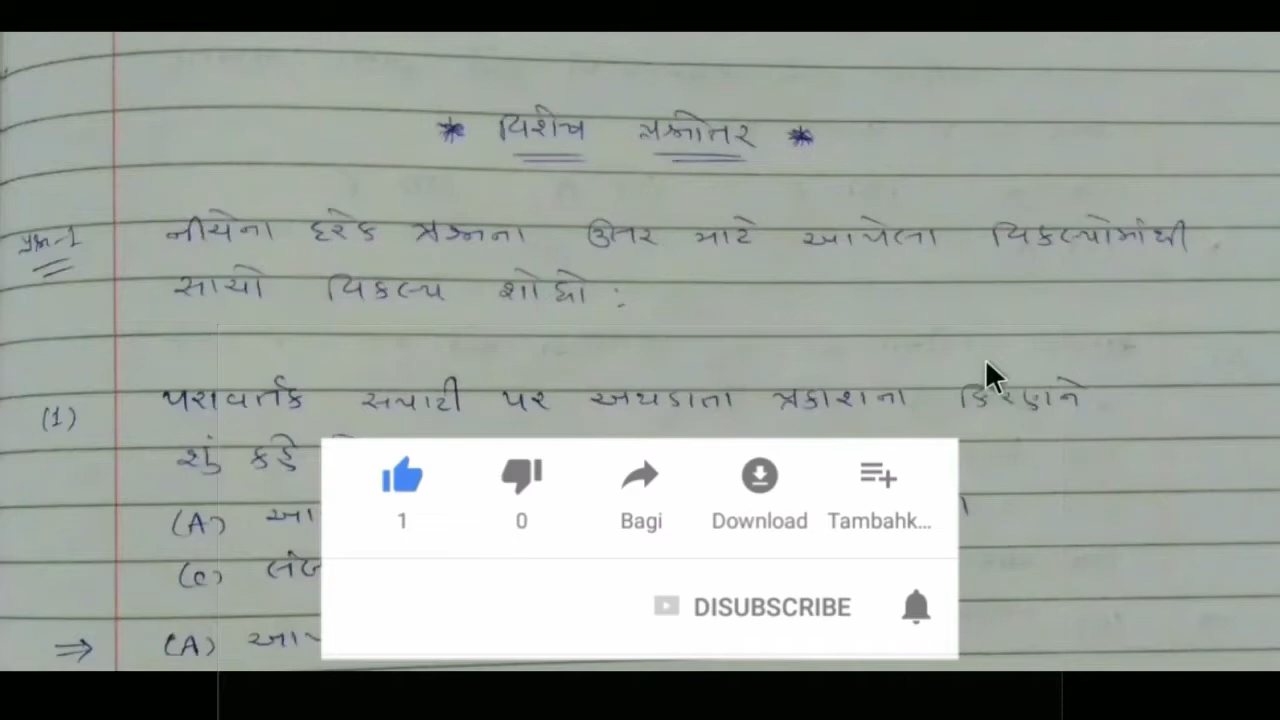 * વિશેષ પ્રશ્નોતર *
પ્રશ્ન-1 નીચેના દરેક પ્રશ્નના ઉત્તર માટે આપેલા વિકલ્પોમાંથી
સાચો વિકલ્પ શોધો :
(1) પરાવર્તક સપાટી પર અથડાતા પ્રકાશના કિરણને
શું કહે
(A) આ
(C) લંબ
⇒ (A) આપ
1 0 Bagi Download Tambahk...
DISUBSCRIBE